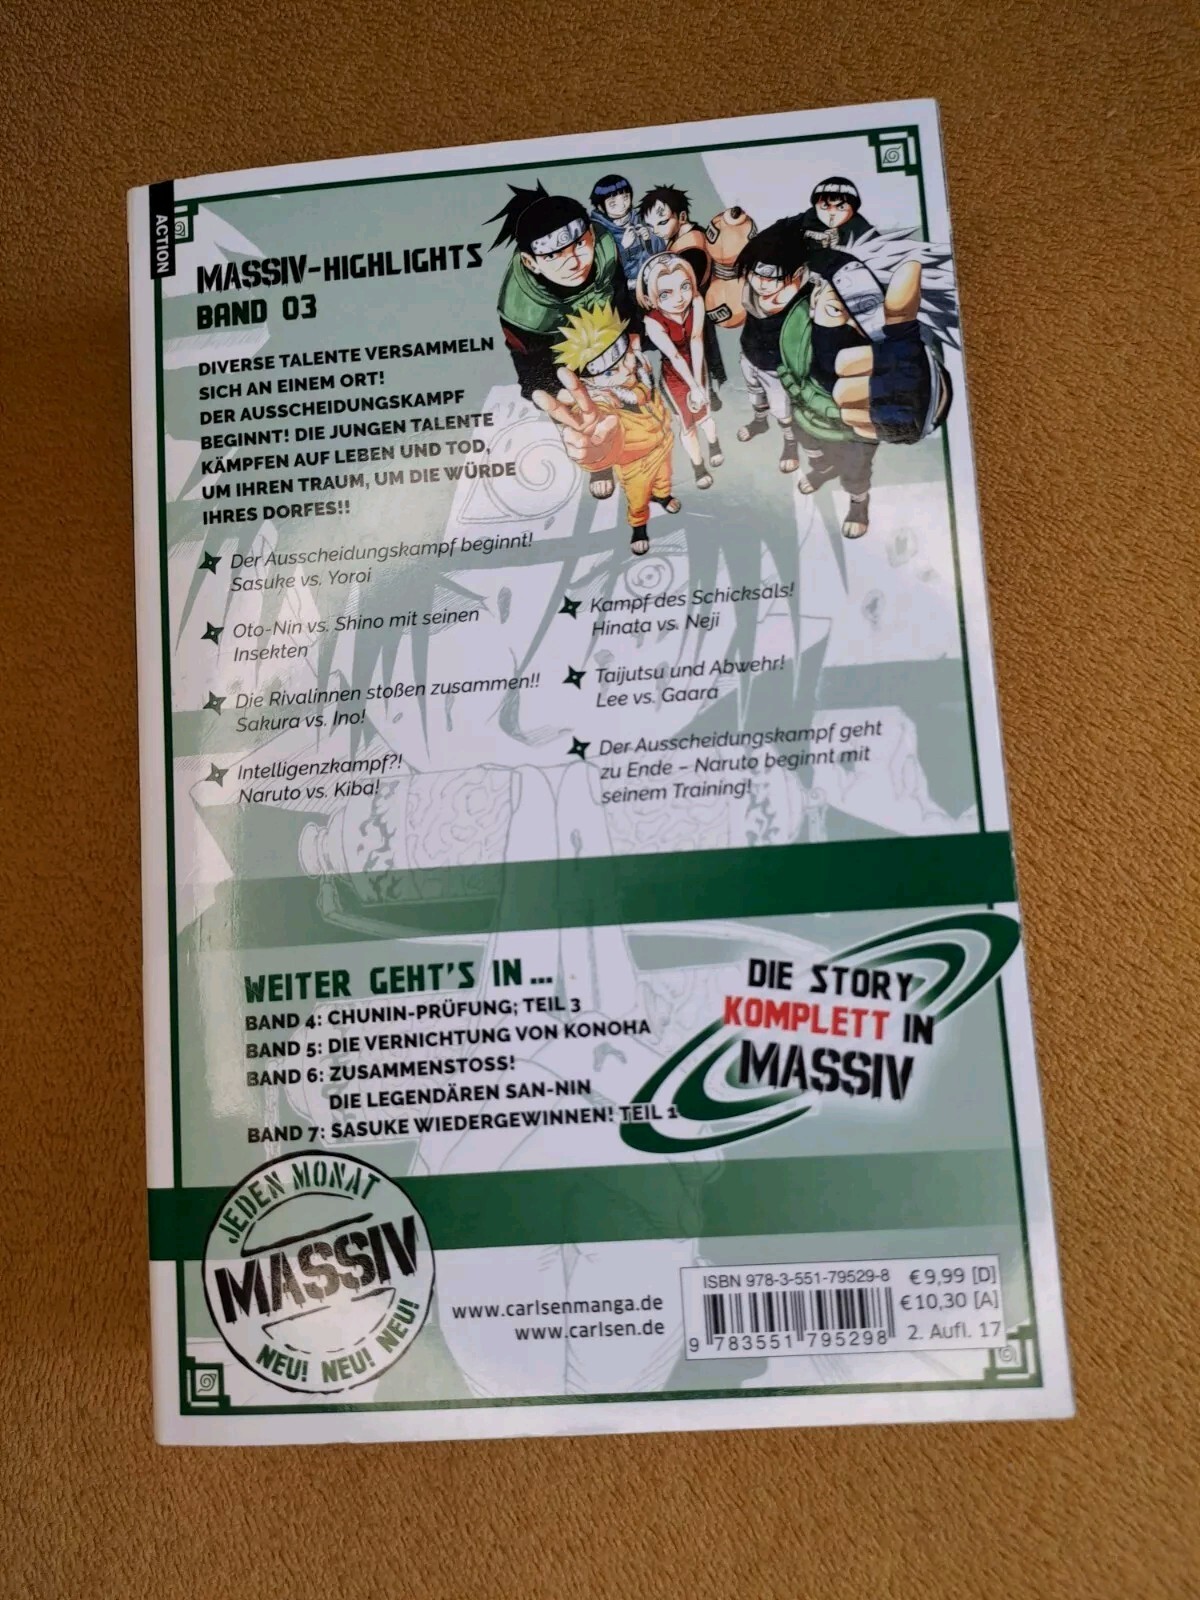 ACTION
MASSIV-HIGHLIGHTS
BAND 03
DIVERSE TALENTE VERSAMMELN
SICH AN EINEM ORT!
DER AUSSCHEIDUNGSKAMPF
BEGINNT! DIE JUNGEN TALENTE
KÄMPFEN AUF LEBEN UND TOD,
UM IHREN TRAUM, UM DIE WÜRDE
IHRES DORFES!!
Der Ausscheidungskampf beginnt!
Sasuke vs. Yoroi
Oto-Nin vs. Shino mit seinen
Insekten
Die Rivalinnen stoßen zusammen!!
Sakura vs. Ino!
Intelligenzkampf?!
Naruto vs. Kiba!
Kampf des Schicksals!
Hinata vs. Neji
Taijutsu und Abwehr!
Lee vs. Gaara
Der Ausscheidungskampf geht
zu Ende – Naruto beginnt mit
seinem Training!
WEITER GEHT'S IN...
BAND 4: CHUNIN-PRÜFUNG; TEIL 3
BAND 5: DIE VERNICHTUNG VON KONOHA
BAND 6: ZUSAMMENSTOSS!
DIE LEGENDÄREN SAN-NIN
BAND 7: SASUKE WIEDERGEWINNEN! TEIL 1
DIE STORY
KOMPLETT IN
MASSIV
JEDEN MONAT
MASSIV
NEU! NEU! NEU!
www.carlsenmanga.de
www.carlsen.de
ISBN 978-3-551-79529-8
€ 9,99 [D]
€ 10,30 [A]
9 783551 795298
2. Aufl. 17